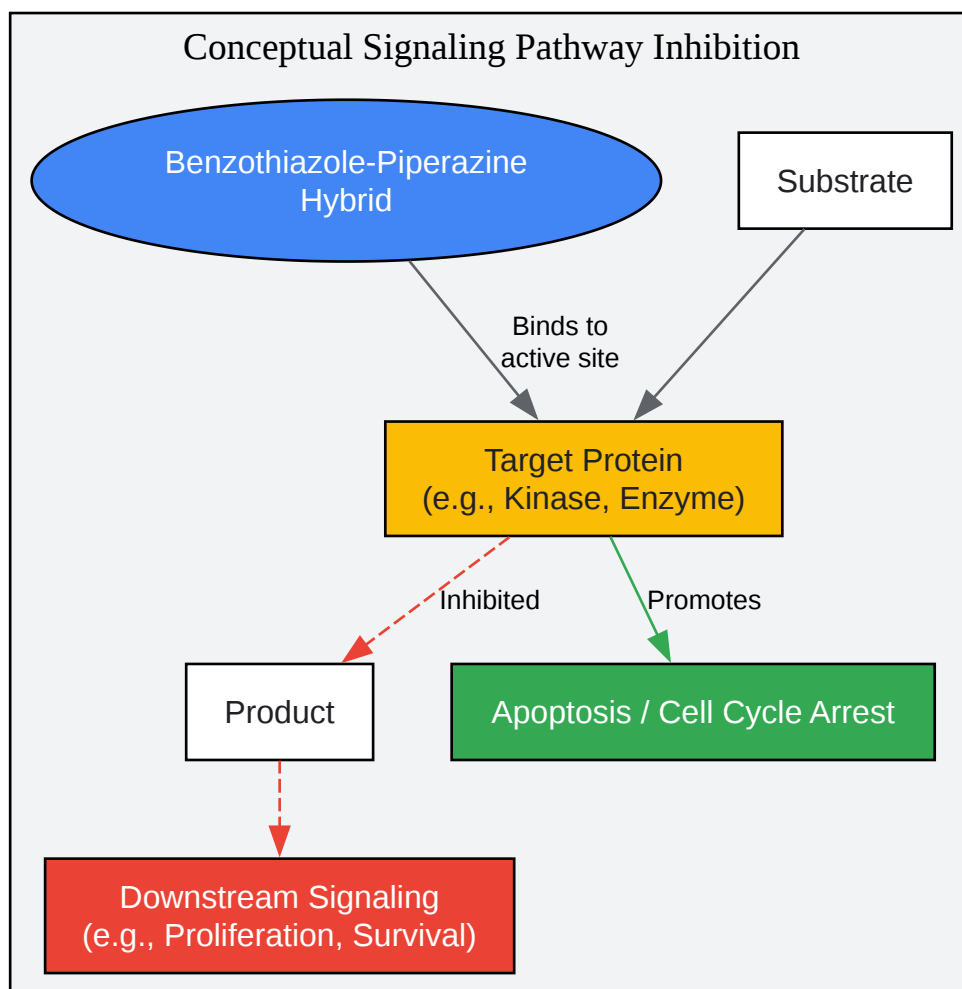 Conceptual Signaling Pathway Inhibition
Benzothiazole-Piperazine
Hybrid
Substrate
Binds to
active site
Target Protein
(e.g., Kinase, Enzyme)
Inhibited
Promotes
Product
Apoptosis / Cell Cycle Arrest
Downstream Signaling
(e.g., Proliferation, Survival)